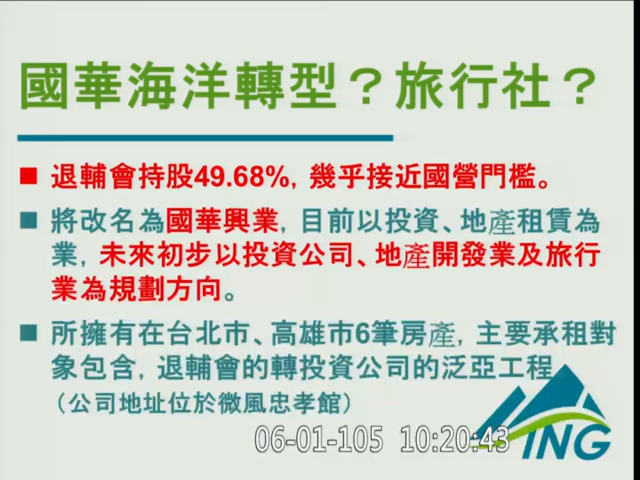 國華海洋轉型？旅行社？
退輔會持股49.68%，幾乎接近國營門檻。
將改名為國華興業，目前以投資、地產租賃為
業，未來初步以投資公司、地產開發業及旅行
業為規劃方向。
所擁有在台北市、高雄市6筆房產，主要承租對
象包含，退輔會的轉投資公司的泛亞工程
（公司地址位於微風忠孝館）
06-01-105 10:20:43
ING